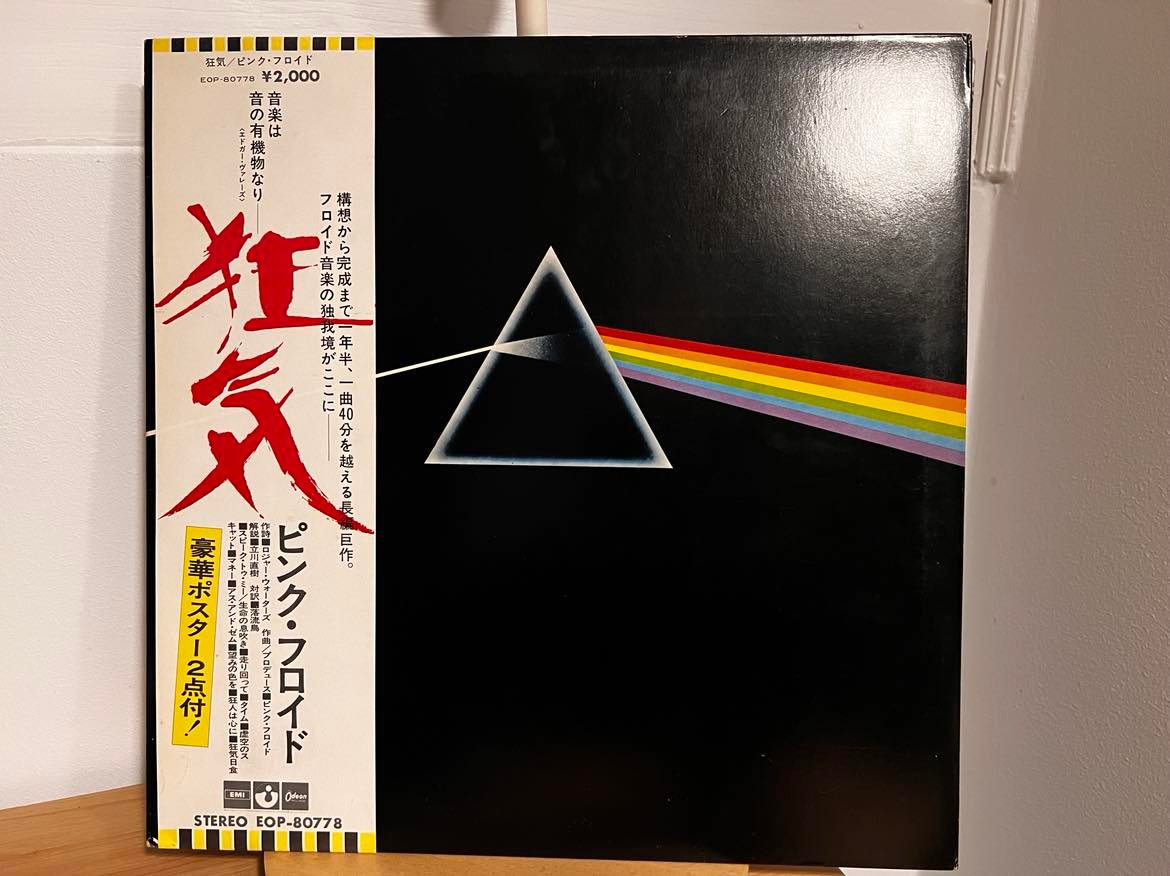 狂気/ピンク・フロイド
EOP-80778 ¥2,000
音楽は
音の有機物なり——
〈エドガー・ヴァレーズ〉
構想から完成まで一年半、一曲40分を越える長編巨作。
フロイド音楽の独我境がここに——
狂気
ピンク・フロイド
作詩■ロジャー・ウォーターズ 作曲/プロデュース■ピンク・フロイド
解説■立川直樹 対訳■落流鳥
■スピーク・トゥ・ミー/生命の息吹き■走り回って■タイム■虚空のス
キャット■マネー■アス・アンド・ゼム■望みの色を■狂人は心に■狂気日食
豪華ポスター2点付!
EMI
Odeon
STEREO EOP-80778